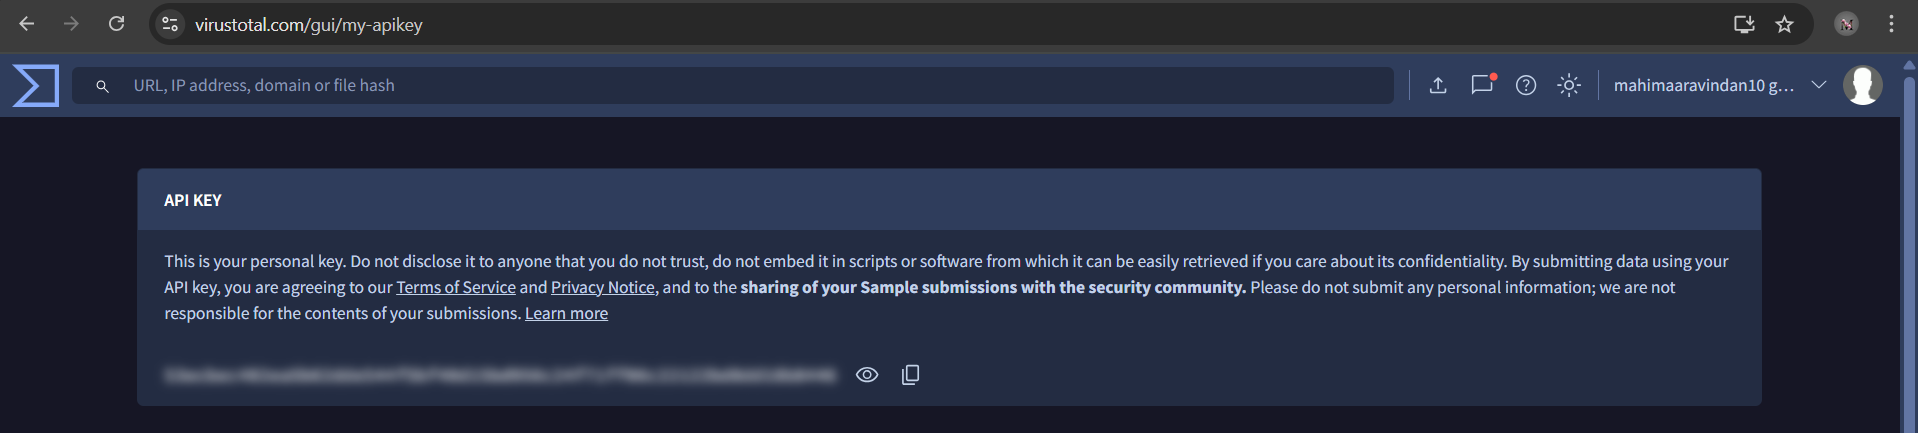 virustotal.com/gui/my-apikey
URL, IP address, domain or file hash
mahimaaravindan10 g...
API KEY
This is your personal key. Do not disclose it to anyone that you do not trust, do not embed it in scripts or software from which it can be easily retrieved if you care about its confidentiality. By submitting data using your
API key, you are agreeing to our Terms of Service and Privacy Notice, and to the sharing of your Sample submissions with the security community. Please do not submit any personal information; we are not
responsible for the contents of your submissions. Learn more